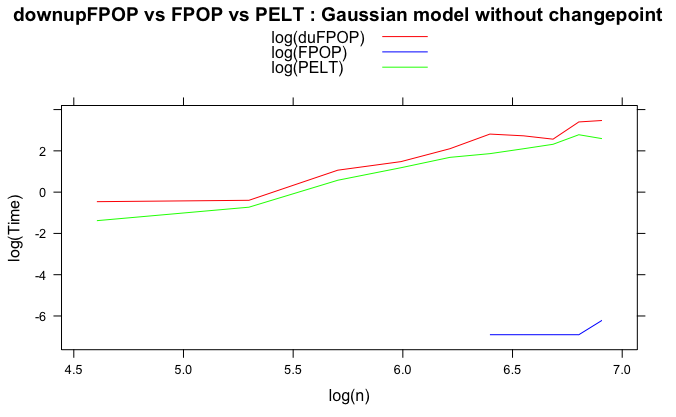 downupFPOP vs FPOP vs PELT : Gaussian model without changepoint
log(duFPOP)
log(FPOP)
log(PELT)
log(Time)
2
0
-2
-4
-6
4.5 5.0 5.5 6.0 6.5 7.0
log(n)